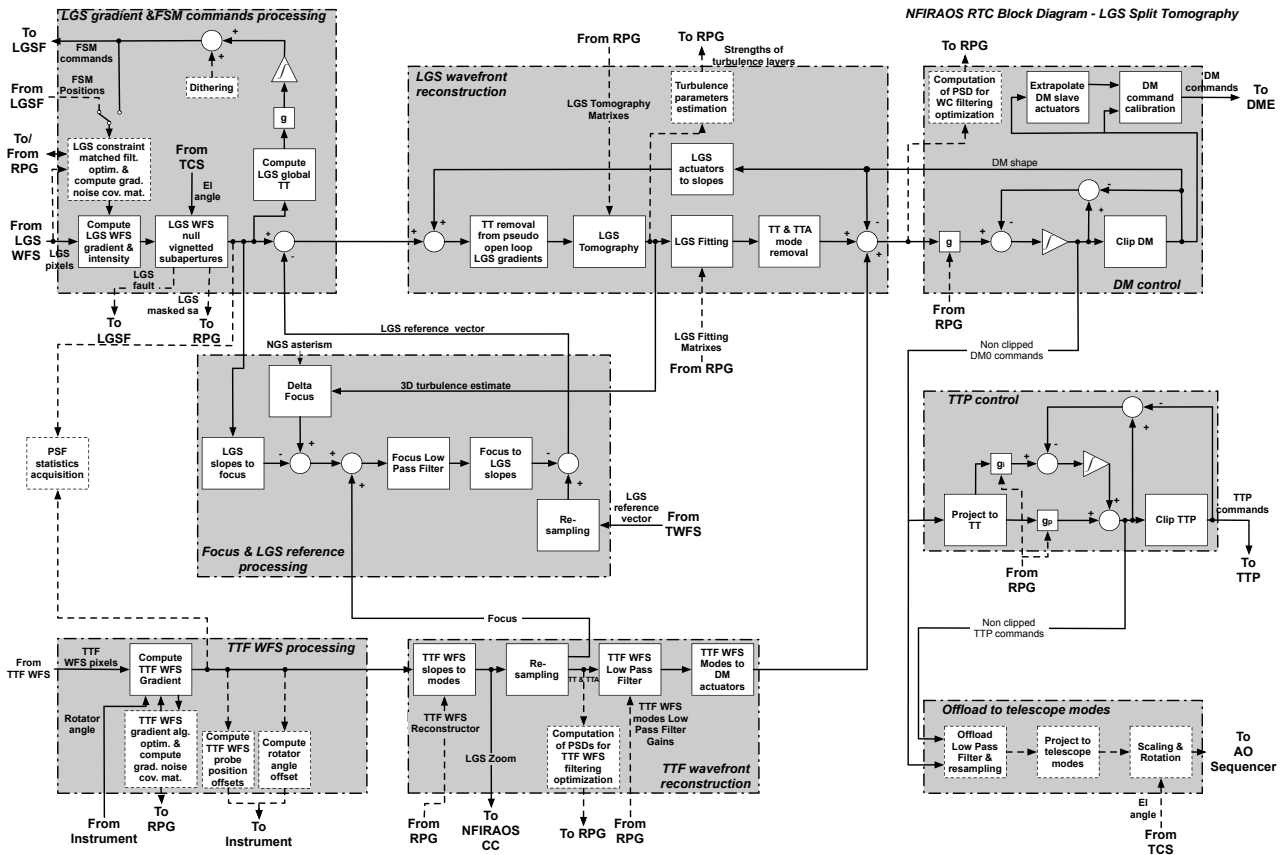 NFIRAOS RTC Block Diagram - LGS Split Tomography
LGS gradient &FSM commands processing
To
LGSF
FSM
commands
FSM
Positions
From
LGSF
Dithering
g
To/
From
RPG
LGS constraint
matched filt.
optim. &
compute grad.
noise cov. mat.
From
TCS
El
angle
Compute
LGS global
TT
From
LGS
WFS
LGS
pixels
Compute
LGS WFS
gradient &
intensity
LGS WFS
null
vignetted
subapertures
+
+
+
-
LGS
fault
LGS
masked sa
To
LGSF
To
RPG
LGS wavefront
reconstruction
From RPG
To RPG
Strengths of
turbulence layers
LGS Tomography
Matrixes
Turbulence
parameters
estimation
LGS
actuators
to slopes
+
+
TT removal
from pseudo
open loop
LGS gradients
LGS
Tomography
LGS Fitting
TT & TTA
mode
removal
+
-
+
LGS Fitting
Matrixes
From RPG
To RPG
Computation
of PSD for
WC filtering
optimization
Extrapolate
DM slave
actuators
DM
command
calibration
DM
commands
To
DME
DM shape
-
+
-
+
g
Clip DM
DM control
From
RPG
Non clipped
DM0 commands
LGS reference  vector
NGS asterism
Delta
Focus
3D turbulence estimate
LGS
slopes to
focus
-
+
+
+
Focus Low
Pass Filter
Focus to
LGS
slopes
-
+
Re-
sampling
LGS
reference
vector
From
TWFS
Focus & LGS reference
processing
PSF
statistics
acquisition
TTP control
-
+
-
+
+
+
gi
gp
Project to
TT
Clip TTP
TTP
commands
To
TTP
From
RPG
Non clipped
TTP commands
Focus
TTF WFS processing
From
TTF WFS
TTF
WFS pixels
Compute
TTF WFS
Gradient
Rotator
angle
TTF WFS
gradient alg.
optim. &
compute
grad. noise
cov. mat.
Compute
TTF WFS
probe
position
offsets
Compute
rotator
angle
offset
From
Instrument
To
RPG
To
Instrument
TTF WFS
slopes to
modes
Re-
sampling
TT & TTA
TTF WFS
Low Pass
Filter
TTF WFS
Modes to
DM
actuators
TTF WFS
Reconstructor
LGS Zoom
Computation
of PSDs for
TTF WFS
filtering
optimization
TTF WFS
modes Low
Pass Filter
Gains
TTF wavefront
reconstruction
From
RPG
To
NFIRAOS
CC
To RPG
From
RPG
Offload to telescope modes
Offload
Low Pass
Filter &
resampling
Project to
telescope
modes
Scaling &
Rotation
To
AO
Sequencer
El
angle
From
TCS